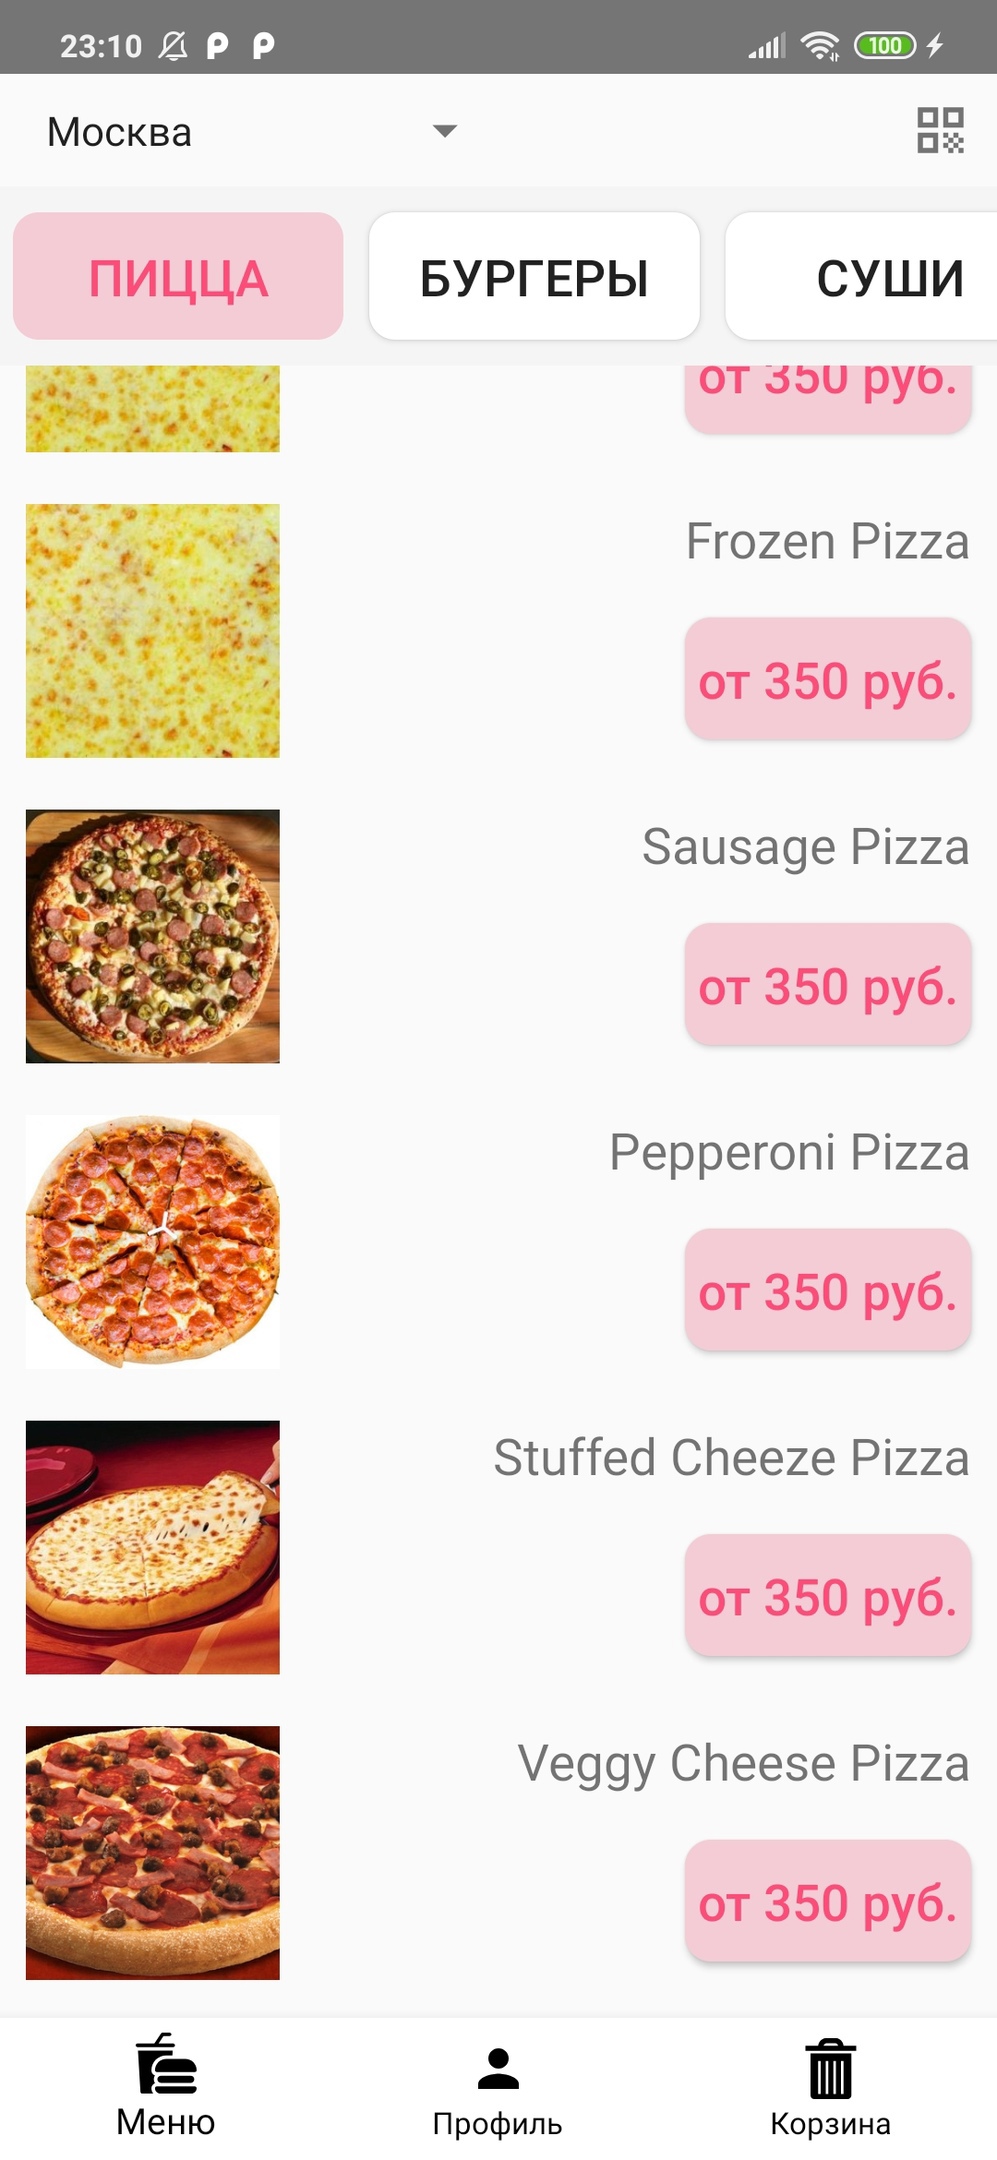 23:10
100
Москва
ПИЦЦА
БУРГЕРЫ
СУШИ
от 350 руб.
Frozen Pizza
от 350 руб.
Sausage Pizza
от 350 руб.
Pepperoni Pizza
от 350 руб.
Stuffed Cheeze Pizza
от 350 руб.
Veggy Cheese Pizza
от 350 руб.
Меню
Профиль
Корзина